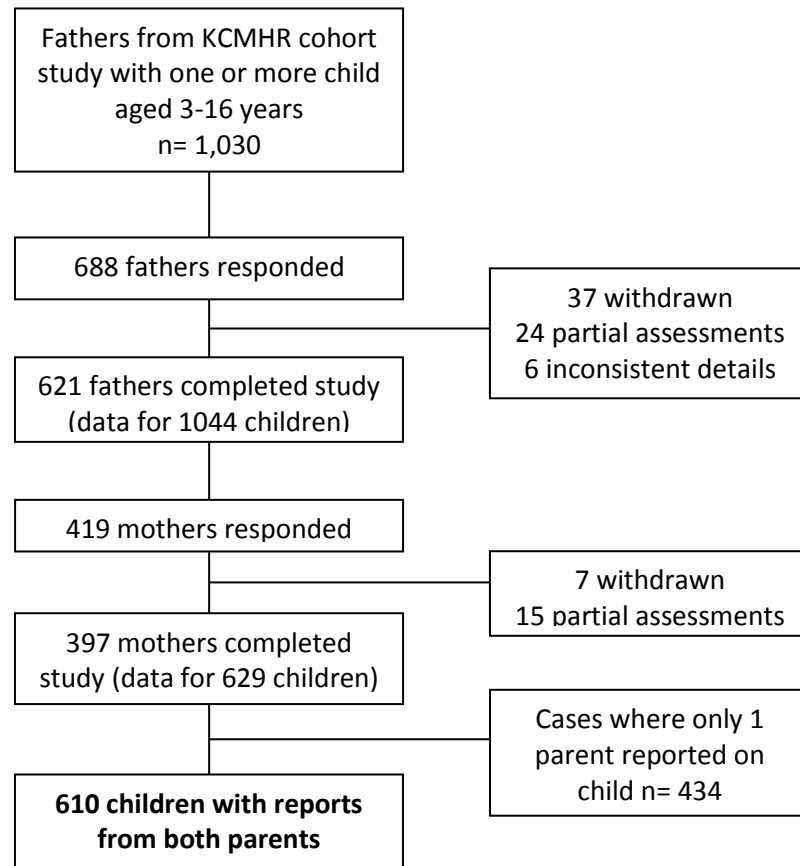 Fathers from KCMHR cohort
study with one or more child
aged 3-16 years
n= 1,030
688 fathers responded
37 withdrawn
24 partial assessments
6 inconsistent details
621 fathers completed study
(data for 1044 children)
419 mothers responded
7 withdrawn
15 partial assessments
397 mothers completed
study (data for 629 children)
Cases where only 1
parent reported on
child n= 434
610 children with reports
from both parents